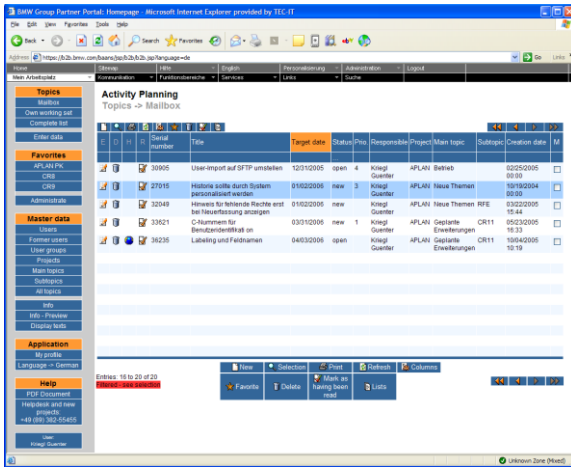 BMW Group Partner Portal: Homepage - Microsoft Internet Explorer provided by TEC-IT
File Edit View Favorites Tools Help
Back Search Favorites
Address https://b2b.bmw.com/baans/jsp/b2b/b2b.jsp?language=de Go Links
Home Sitemap Hilfe English Personalisierung Administration Logout
Mein Arbeitsplatz Kommunikation Funktionsbereiche Services Links Suche
Topics
Mailbox
Own working set
Complete list
Enter data
Favorites
APLAN PK
CR8
CR9
Administrate
Master data
Users
Former users
User groups
Projects
Main topics
Subtopics
All topics
Info
Info - Preview
Display texts
Application
My profile
Language -> German
Help
PDF Document
Helpdesk and new
projects:
+49 (89) 382-55455
User:
Kriegl Guenter
Activity Planning
Topics -> Mailbox
E D H R Serial number Title Target date Status Prio. Responsible Project Main topic Subtopic Creation date M
30905 User-Import auf SFTP umstellen 12/31/2005 open 4 Kriegl Guenter APLAN Betrieb 02/25/2005 00:00
27015 Historie sollte durch System personalisiert werden 01/02/2006 new 3 Kriegl Guenter APLAN Neue Themen 10/19/2004 00:00
32049 Hinweis für fehlende Rechte erst bei Neuerfassung anzeigen 01/02/2006 new Kriegl Guenter APLAN Neue Themen RFE 03/22/2005 15:44
33621 C-Nummern für Benutzeridentifikation 03/31/2006 new 1 Kriegl Guenter APLAN Geplante Erweiterungen CR11 05/23/2005 16:33
36235 Labeling und Feldnamen 04/03/2006 open Kriegl Guenter APLAN Geplante Erweiterungen CR11 10/04/2005 10:19
Entries: 16 to 20 of 20
Filtered - see selection
New Selection Print Refresh Columns
Favorite Delete Mark as having been read Lists
Unknown Zone (Mixed)